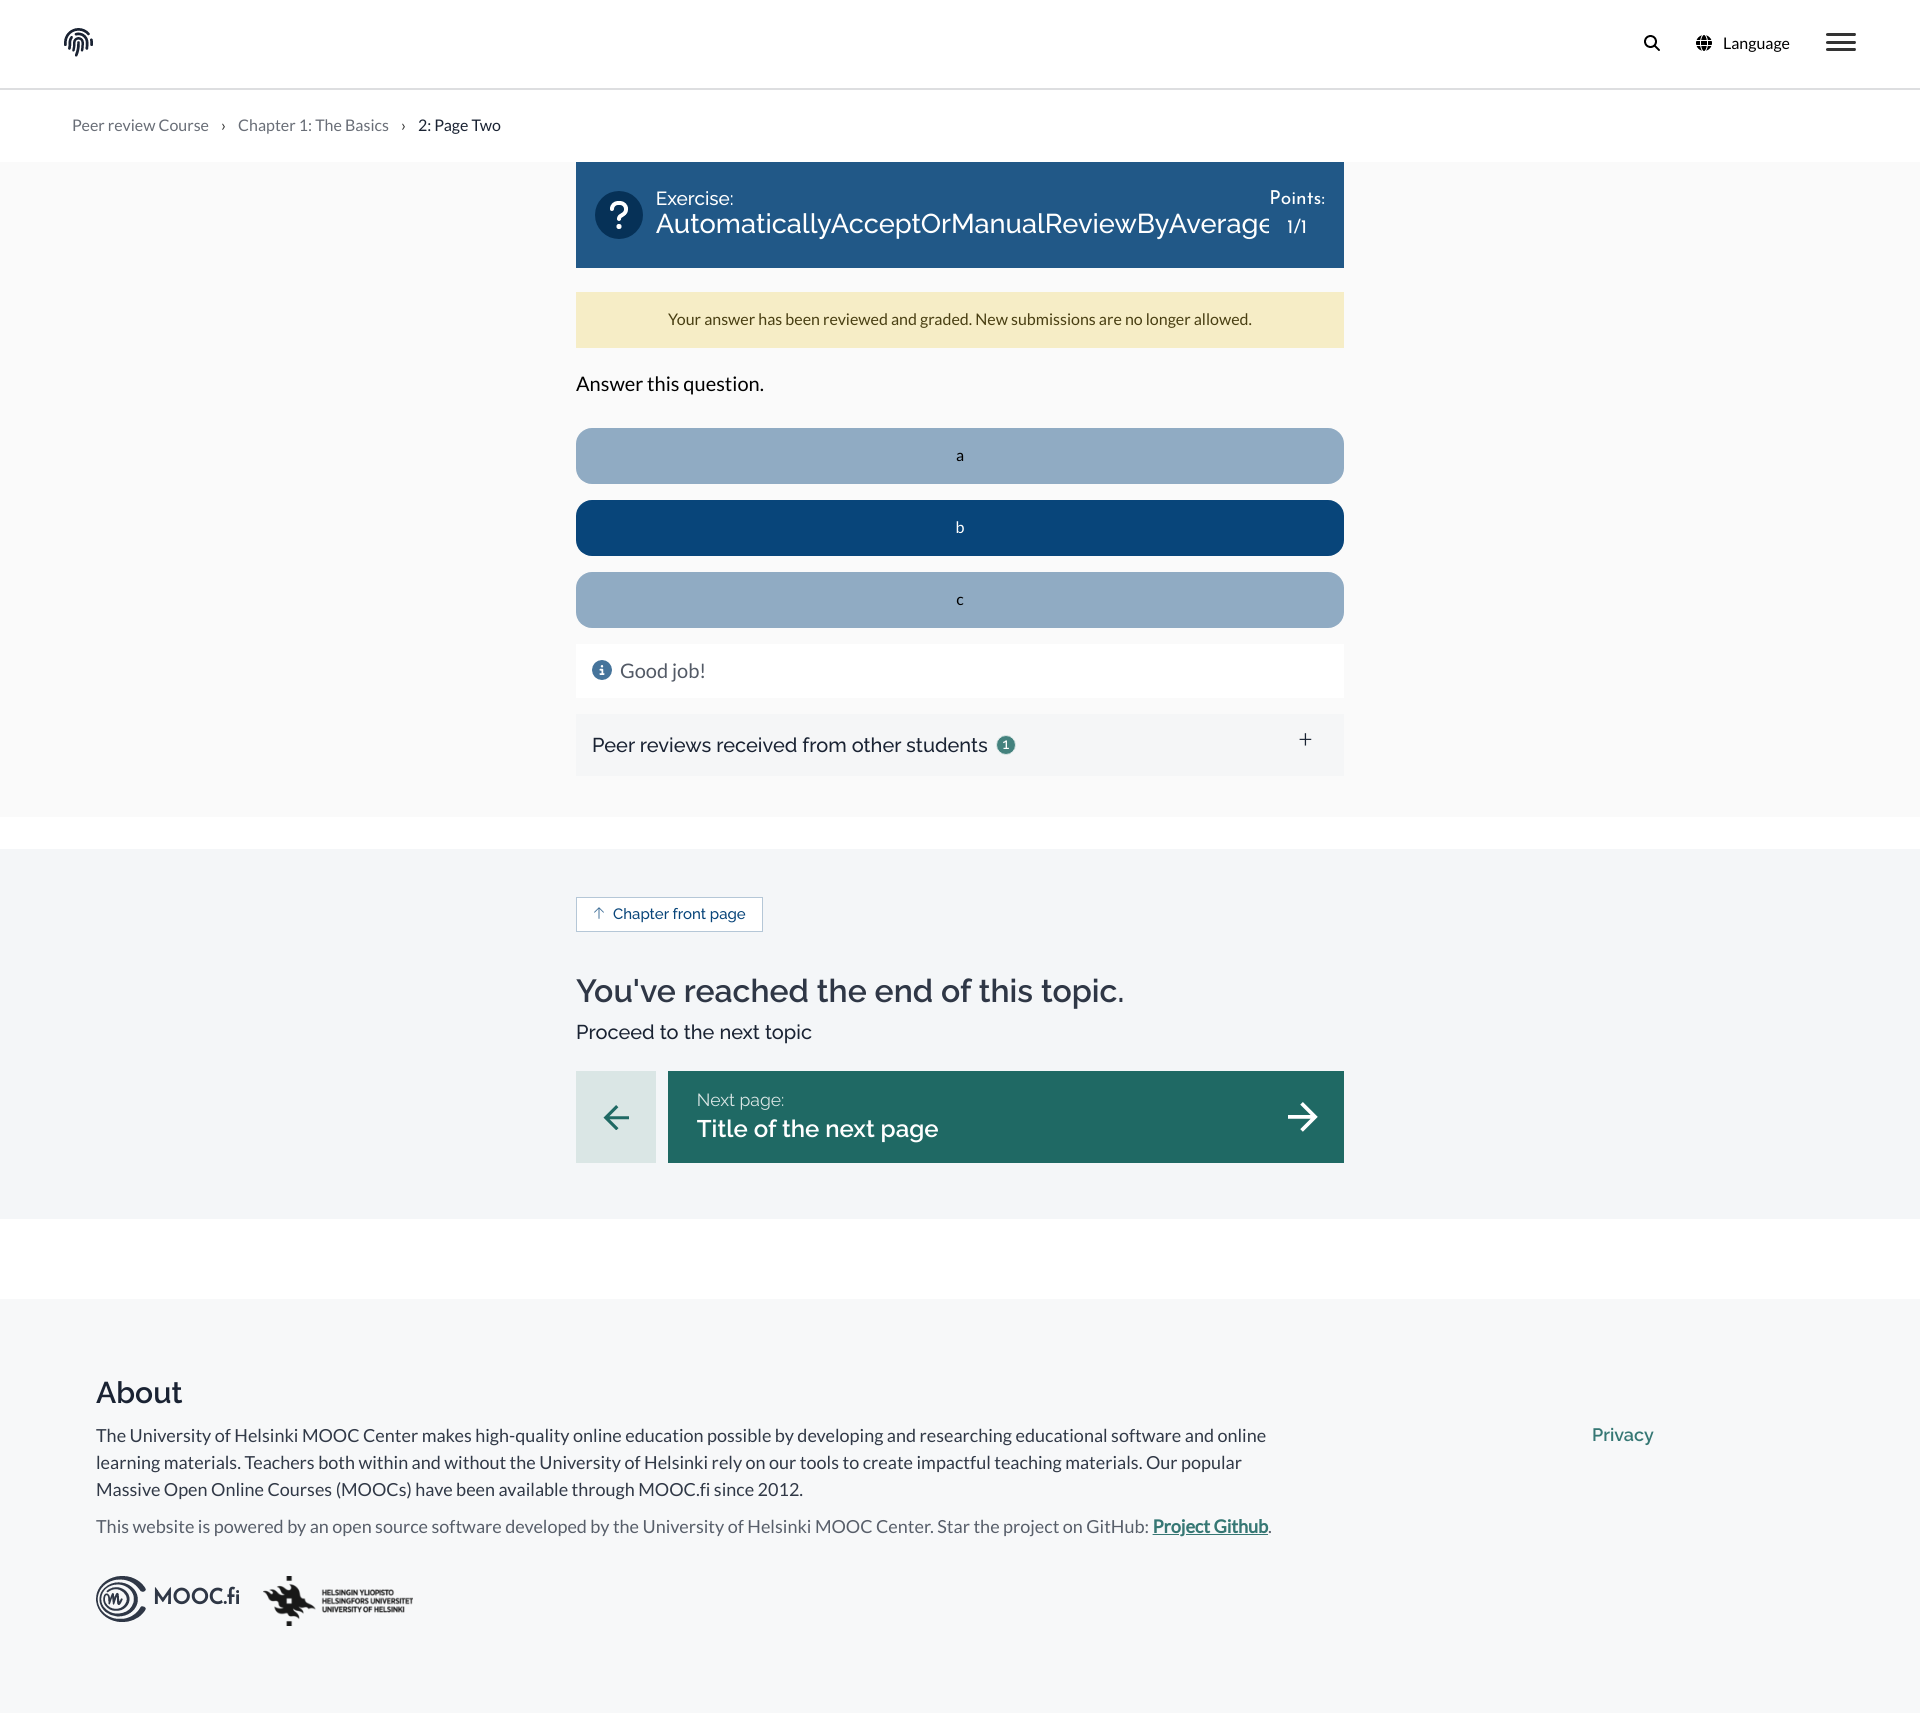 Language
Peer review Course › Chapter 1: The Basics › 2: Page Two
Exercise:
AutomaticallyAcceptOrManualReviewByAverage
Points:
1/1
Your answer has been reviewed and graded. New submissions are no longer allowed.
Answer this question.
a
b
c
Good job!
Peer reviews received from other students 1
Chapter front page
You've reached the end of this topic.
Proceed to the next topic
Next page:
Title of the next page
About
The University of Helsinki MOOC Center makes high-quality online education possible by developing and researching educational software and online
learning materials. Teachers both within and without the University of Helsinki rely on our tools to create impactful teaching materials. Our popular
Massive Open Online Courses (MOOCs) have been available through MOOC.fi since 2012.
Privacy
This website is powered by an open source software developed by the University of Helsinki MOOC Center. Star the project on GitHub: Project Github.
MOOC.fi
HELSINGIN YLIOPISTO
HELSINGFORS UNIVERSITET
UNIVERSITY OF HELSINKI